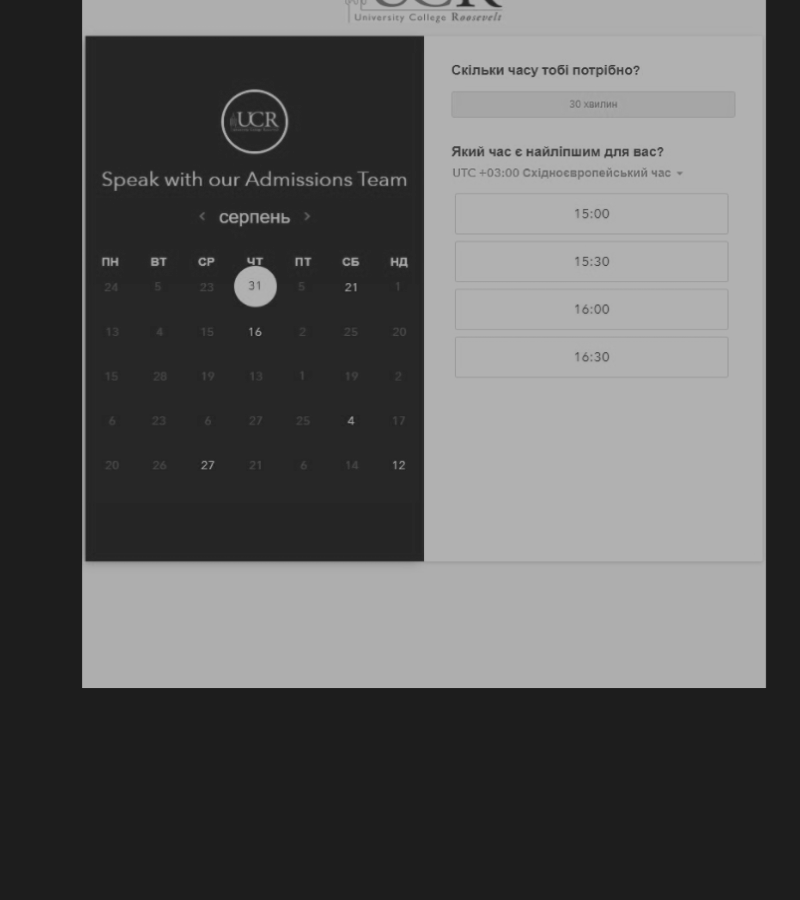 UCR
University College Roosevelt
UCR
Speak with our Admissions Team
‹ серпень ›
ПН ВТ СР ЧТ ПТ СБ НД
24 5 23 31 5 21 1
13 4 15 16 2 25 20
15 28 19 13 1 19 2
6 23 6 27 25 4 17
20 26 27 21 6 14 12
Скільки часу тобі потрібно?
30 хвилин
Який час є найліпшим для вас?
UTC +03:00 Східноєвропейський час
15:00
15:30
16:00
16:30